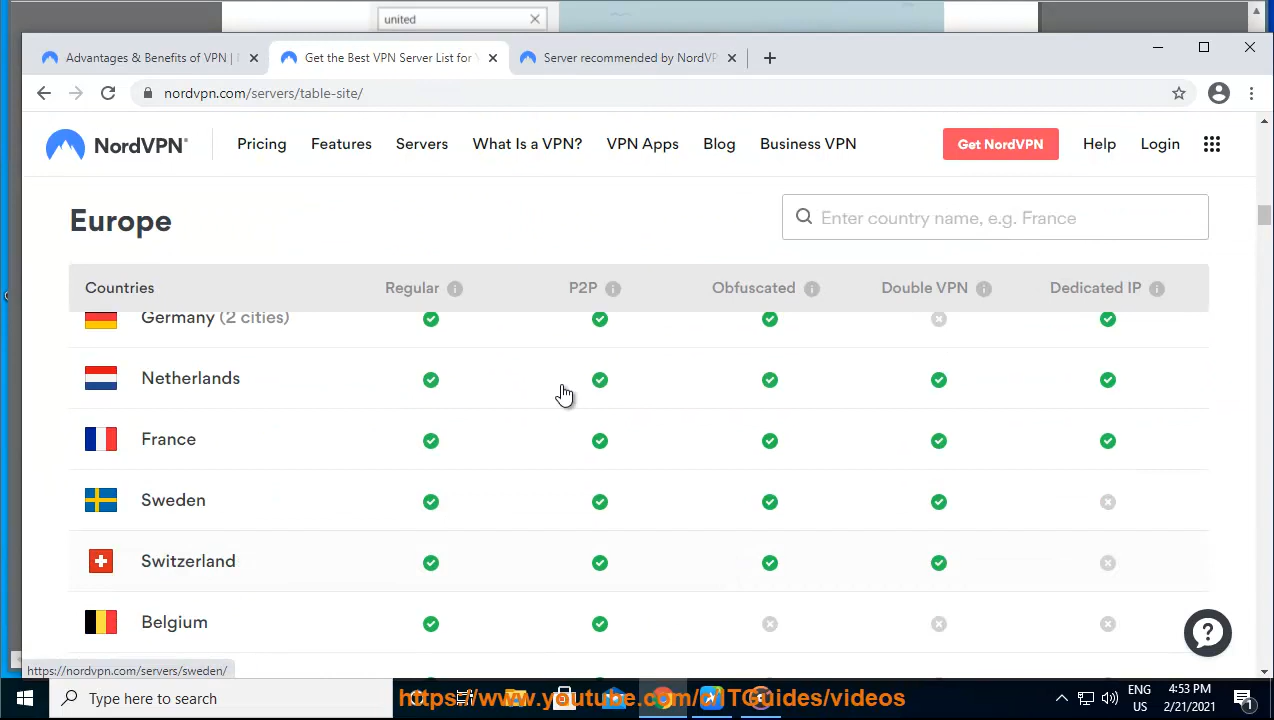 united
Advantages & Benefits of VPN |
Get the Best VPN Server List for
Server recommended by NordVP
nordvpn.com/servers/table-site/
NordVPN®
Pricing
Features
Servers
What Is a VPN?
VPN Apps
Blog
Business VPN
Get NordVPN
Help
Login
Europe
Enter country name, e.g. France
Countries
Regular
P2P
Obfuscated
Double VPN
Dedicated IP
Germany (2 cities)
Netherlands
France
Sweden
Switzerland
Belgium
https://nordvpn.com/servers/sweden/
Type here to search
https://www.youtube.com/c/ITGuides/videos
ENG
US
4:53 PM
2/21/2021
1